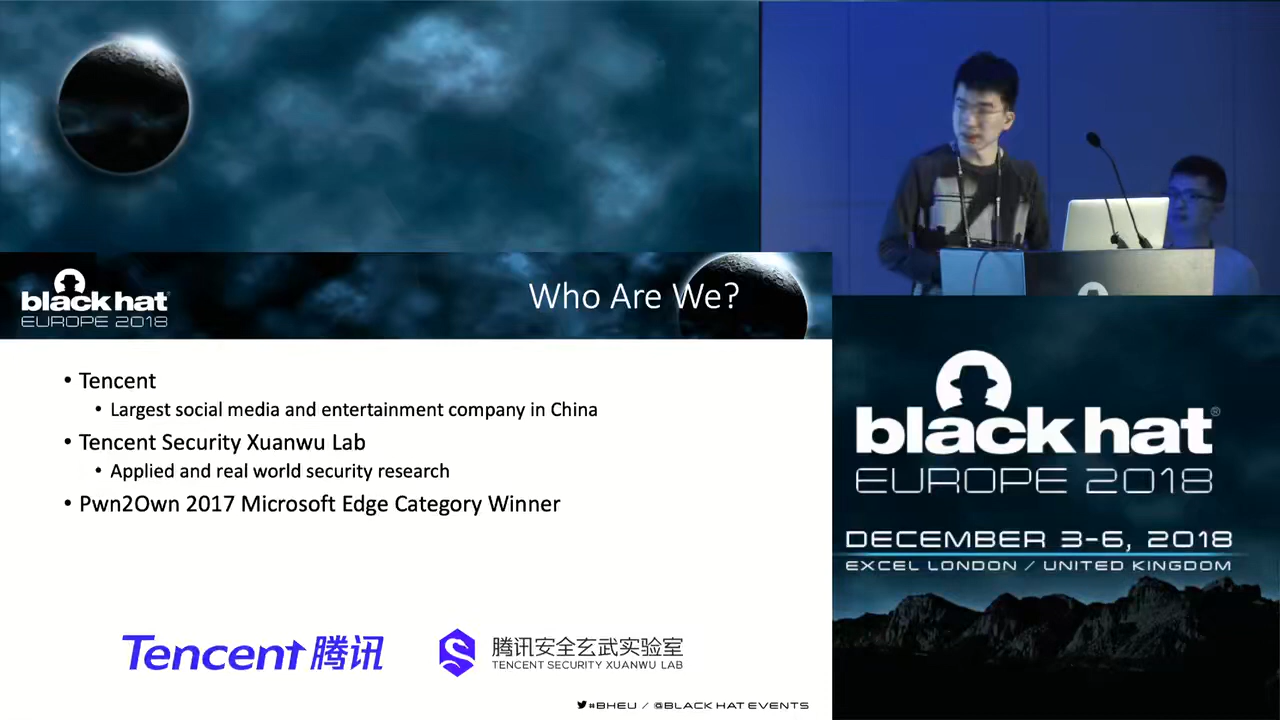 black hat
EUROPE 2018
Who Are We?
• Tencent
• Largest social media and entertainment company in China
• Tencent Security Xuanwu Lab
• Applied and real world security research
• Pwn2Own 2017 Microsoft Edge Category Winner
Tencent 腾讯
腾讯安全玄武实验室
TENCENT SECURITY XUANWU LAB
#BHEU / @BLACK HAT EVENTS
black hat®
EUROPE 2018
DECEMBER 3-6, 2018
EXCEL LONDON / UNITED KINGDOM